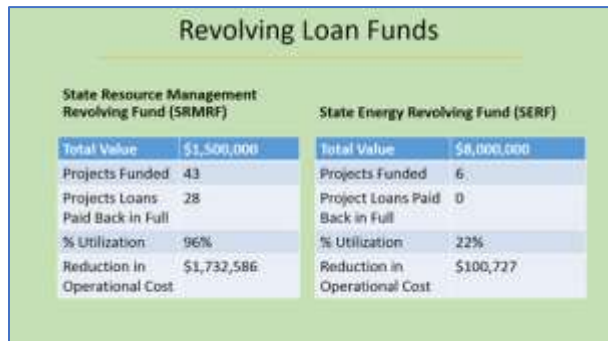 Revolving Loan Funds
State Resource Management
Revolving Fund (SRMRF)
Total Value $1,500,000
Projects Funded 43
Projects Loans 28
Paid Back in Full
% Utilization 96%
Reduction in $1,732,586
Operational Cost
State Energy Revolving Fund (SERF)
Total Value $8,000,000
Projects Funded 6
Project Loans Paid 0
Back in Full
% Utilization 22%
Reduction in $100,727
Operational Cost